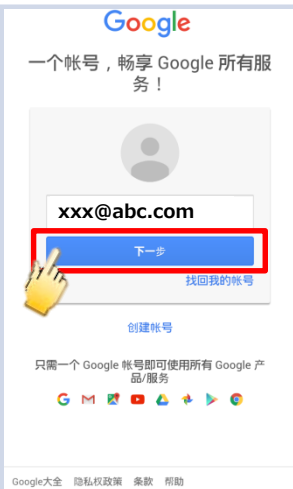 Google
一个帐号，畅享 Google 所有服
务！
xxx@abc.com
下一步
找回我的帐号
创建帐号
只需一个 Google 帐号即可使用所有 Google 产
品/服务
Google大全 隐私权政策 条款 帮助